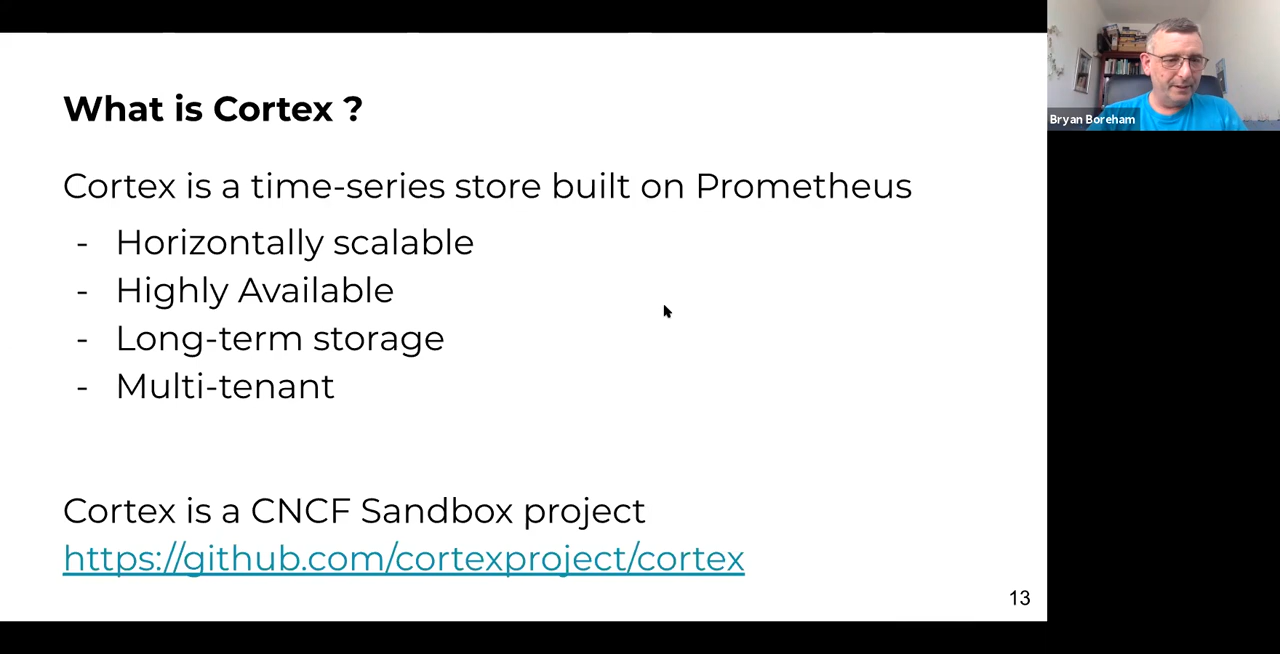 What is Cortex ?
Cortex is a time-series store built on Prometheus
- Horizontally scalable
- Highly Available
- Long-term storage
- Multi-tenant
Cortex is a CNCF Sandbox project
https://github.com/cortexproject/cortex
13
Bryan Boreham